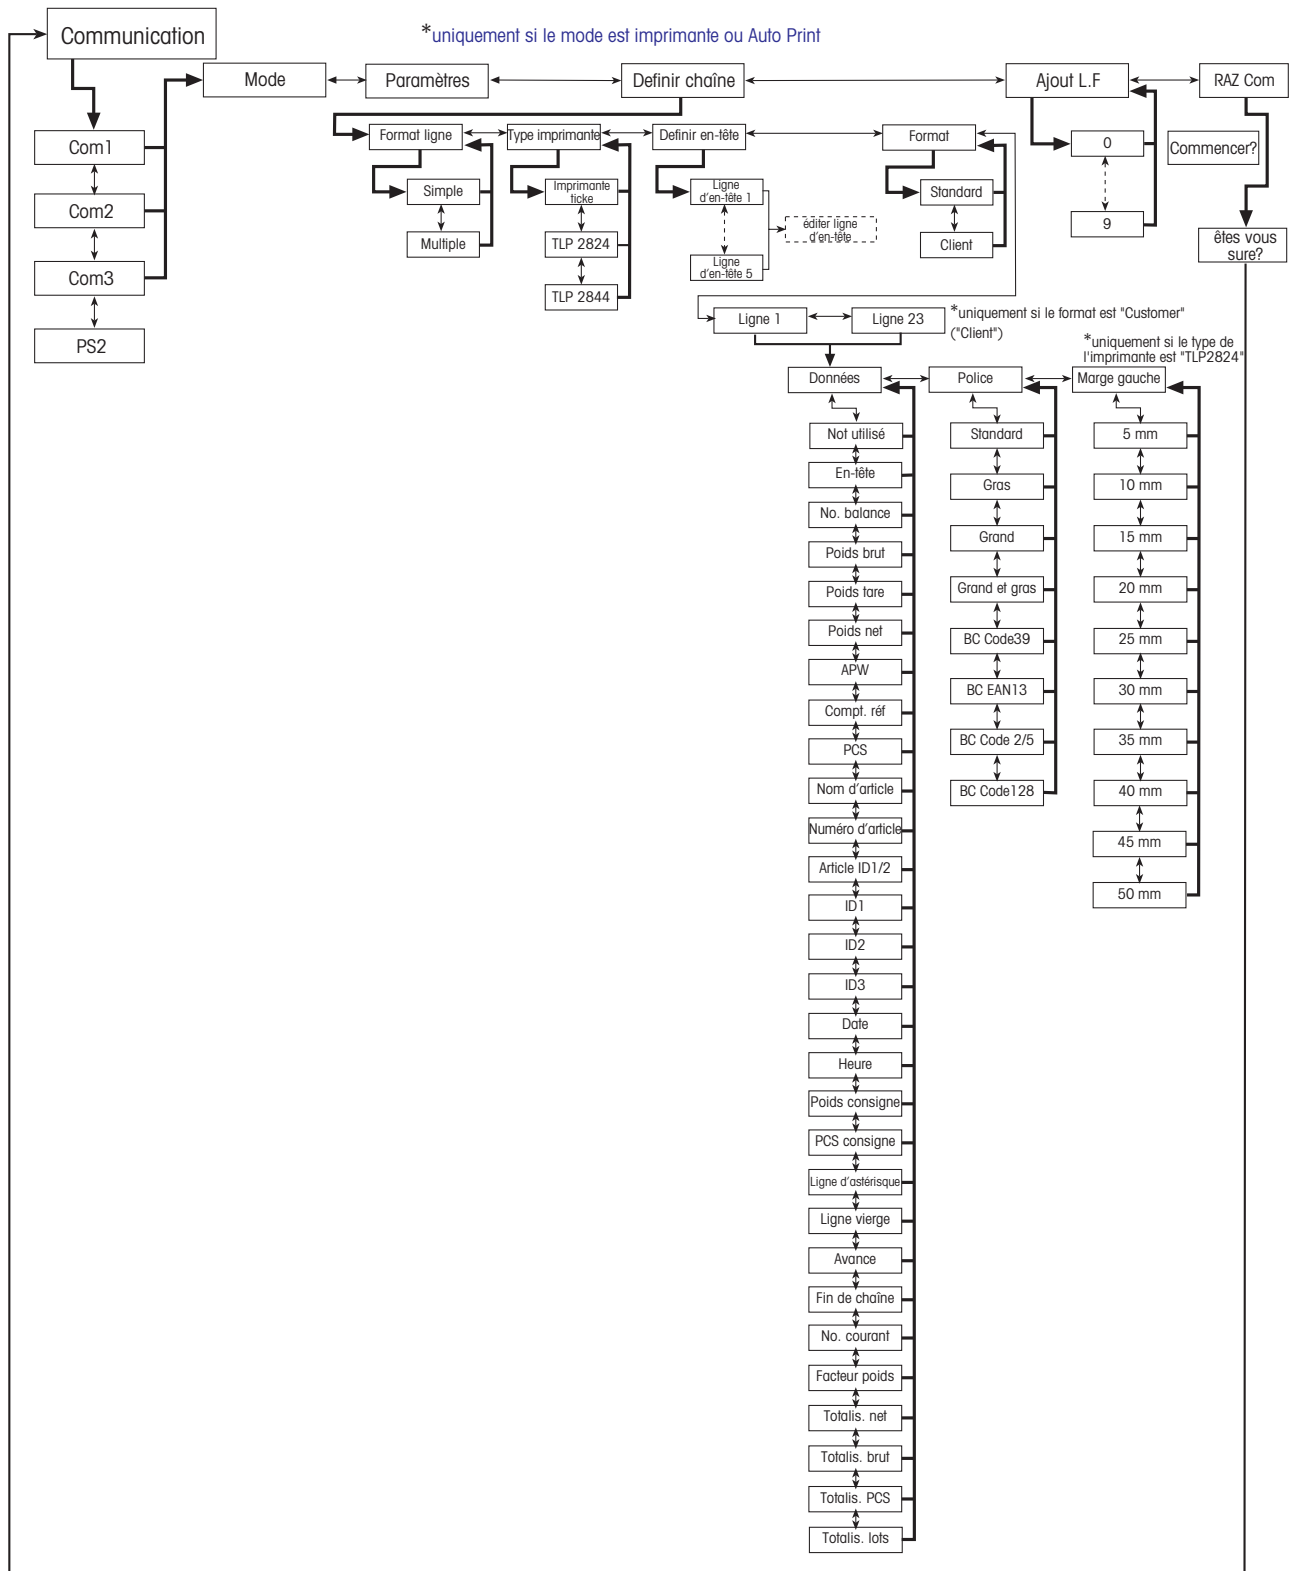 Communication
*uniquement si le mode est imprimante ou Auto Print
Mode
Paramètres
Definir chaîne
Ajout L.F
RAZ Com
Com1
Com2
Com3
PS2
Format ligne
Type imprimante
Definir en-tête
Format
0
9
Commencer?
êtes vous
sure?
Simple
Multiple
Imprimante
ticke
TLP 2824
TLP 2844
Ligne
d'en-tête 1
Ligne
d'en-tête 5
éditer ligne
d'en-tête
Standard
Client
Ligne 1
Ligne 23
*uniquement si le format est "Customer"
("Client")
*uniquement si le type de
l'imprimante est "TLP2824"
Données
Police
Marge gauche
Not utilisé
En-tête
No. balance
Poids brut
Poids tare
Poids net
APW
Compt. réf
PCS
Nom d'article
Numéro d'article
Article ID1/2
ID1
ID2
ID3
Date
Heure
Poids consigne
PCS consigne
Ligne d'astérisque
Ligne vierge
Avance
Fin de chaîne
No. courant
Facteur poids
Totalis. net
Totalis. brut
Totalis. PCS
Totalis. lots
Standard
Gras
Grand
Grand et gras
BC Code39
BC EAN13
BC Code 2/5
BC Code128
5 mm
10 mm
15 mm
20 mm
25 mm
30 mm
35 mm
40 mm
45 mm
50 mm